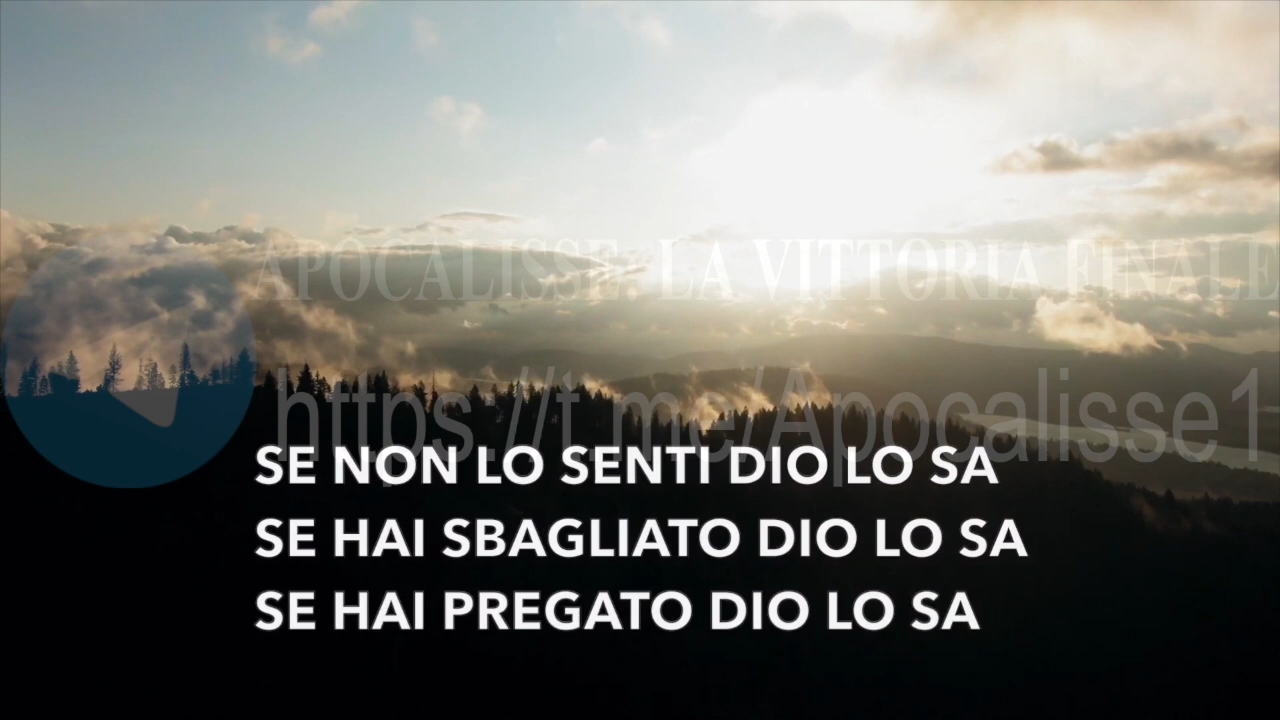 APOCALISSE: LA VITTORIA FINALE
https://t.me/Apocalisse1
SE NON LO SENTI DIO LO SA
SE HAI SBAGLIATO DIO LO SA
SE HAI PREGATO DIO LO SA